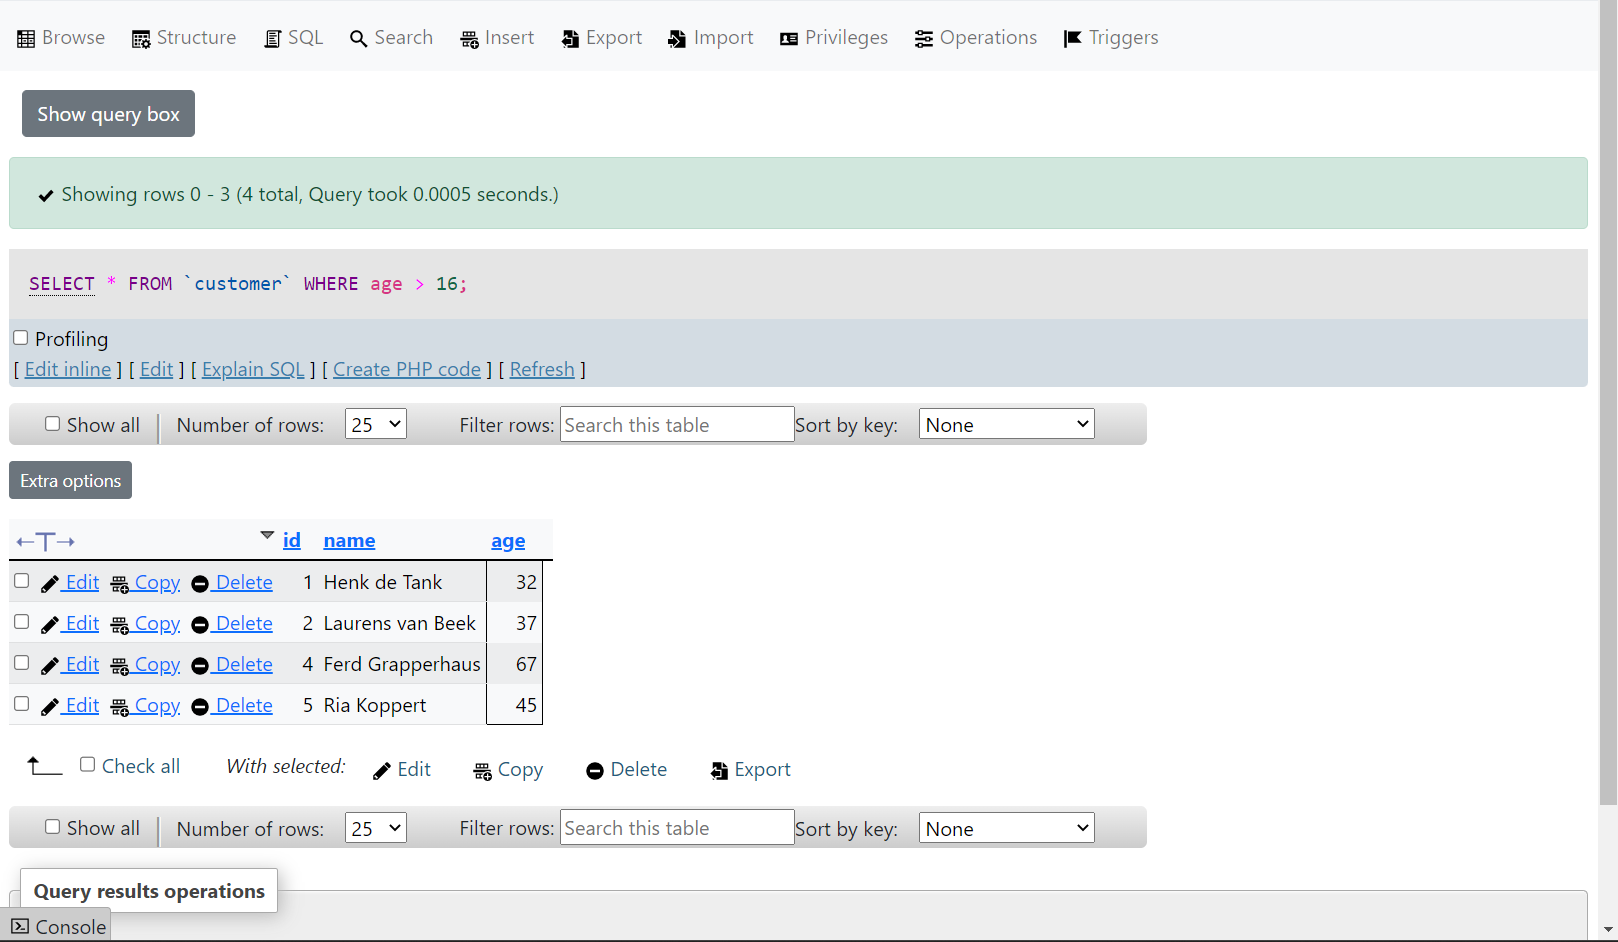 Browse Structure SQL Search Insert Export Import Privileges Operations Triggers
Show query box
Showing rows 0 - 3 (4 total, Query took 0.0005 seconds.)
SELECT * FROM `customer` WHERE age > 16;
Profiling
[ Edit inline ] [ Edit ] [ Explain SQL ] [ Create PHP code ] [ Refresh ]
Show all Number of rows: 25 Filter rows: Search this table Sort by key: None
Extra options
←T→ id name age
Edit Copy Delete 1 Henk de Tank 32
Edit Copy Delete 2 Laurens van Beek 37
Edit Copy Delete 4 Ferd Grapperhaus 67
Edit Copy Delete 5 Ria Koppert 45
Check all With selected: Edit Copy Delete Export
Show all Number of rows: 25 Filter rows: Search this table Sort by key: None
Query results operations
Console